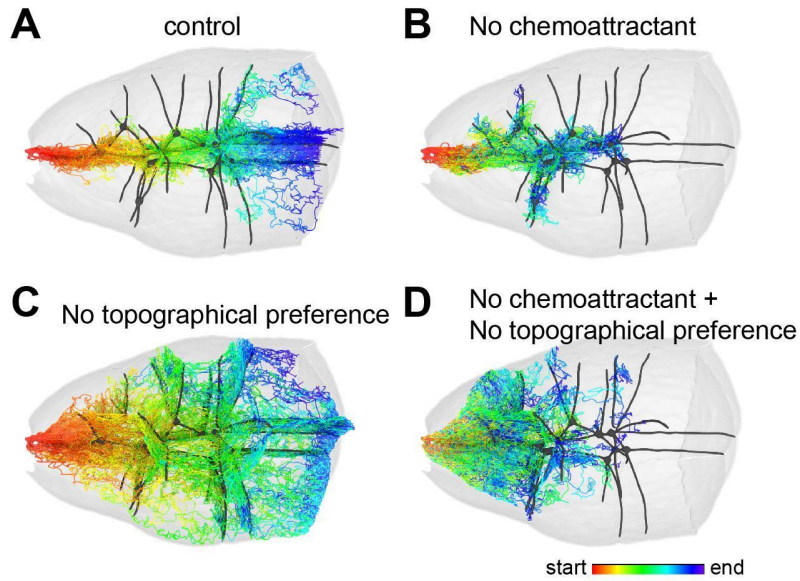 A
control
B
No chemoattractant
C
No topographical preference
D
No chemoattractant +
No topographical preference
start
end